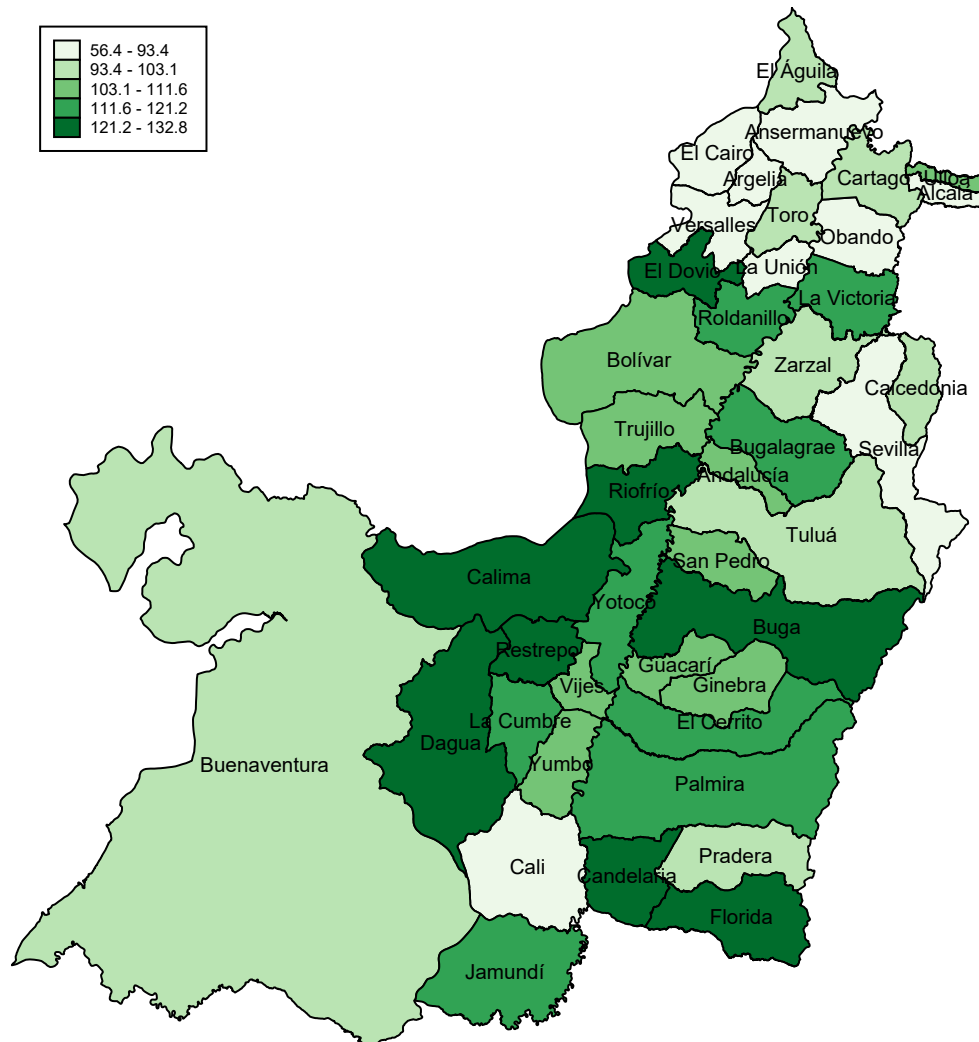 56.4 - 93.4
93.4 - 103.1
103.1 - 111.6
111.6 - 121.2
121.2 - 132.8
El Águila
Ansermanuevo
El Cairo
Argelia
Cartago
Ulloa
Alcalá
Toro
Versalles
Obando
La Unión
El Dovio
La Victoria
Roldanillo
Bolívar
Zarzal
Calcedonia
Trujillo
Bugalagrae
Sevilla
Andalucía
Riofrío
Tuluá
San Pedro
Calima
Yotoco
Buga
Restrepo
Guacarí
Vijes
Ginebra
La Cumbre
El Cerrito
Dagua
Buenaventura
Yumbo
Palmira
Pradera
Cali
Candelaria
Florida
Jamundí